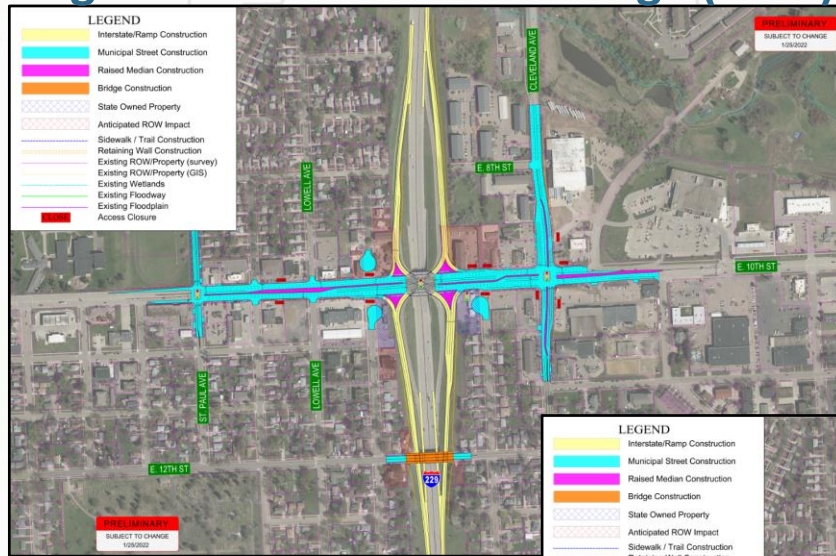 LEGEND
Interstate/Ramp Construction
Municipal Street Construction
Raised Median Construction
Bridge Construction
State Owned Property
Anticipated ROW Impact
Sidewalk / Trail Construction
Retaining Wall Construction
Existing ROW/Property (survey)
Existing ROW/Property (GIS)
Existing Wetlands
Existing Floodway
Existing Floodplain
CLOSE Access Closure
PRELIMINARY
SUBJECT TO CHANGE
1/25/2022
CLEVELAND AVE
LOWELL AVE
E. 8TH ST
E. 10TH ST
ST. PAUL AVE
LOWELL AVE
E. 12TH ST
229
PRELIMINARY
SUBJECT TO CHANGE
1/25/2022
LEGEND
Interstate/Ramp Construction
Municipal Street Construction
Raised Median Construction
Bridge Construction
State Owned Property
Anticipated ROW Impact
Sidewalk / Trail Construction